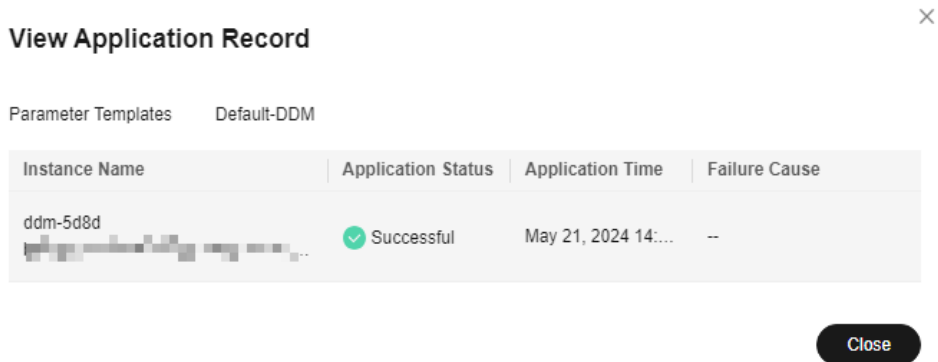 View Application Record
Parameter Templates Default-DDM
Instance Name Application Status Application Time Failure Cause
ddm-5d8d
Successful May 21, 2024 14:... --
Close